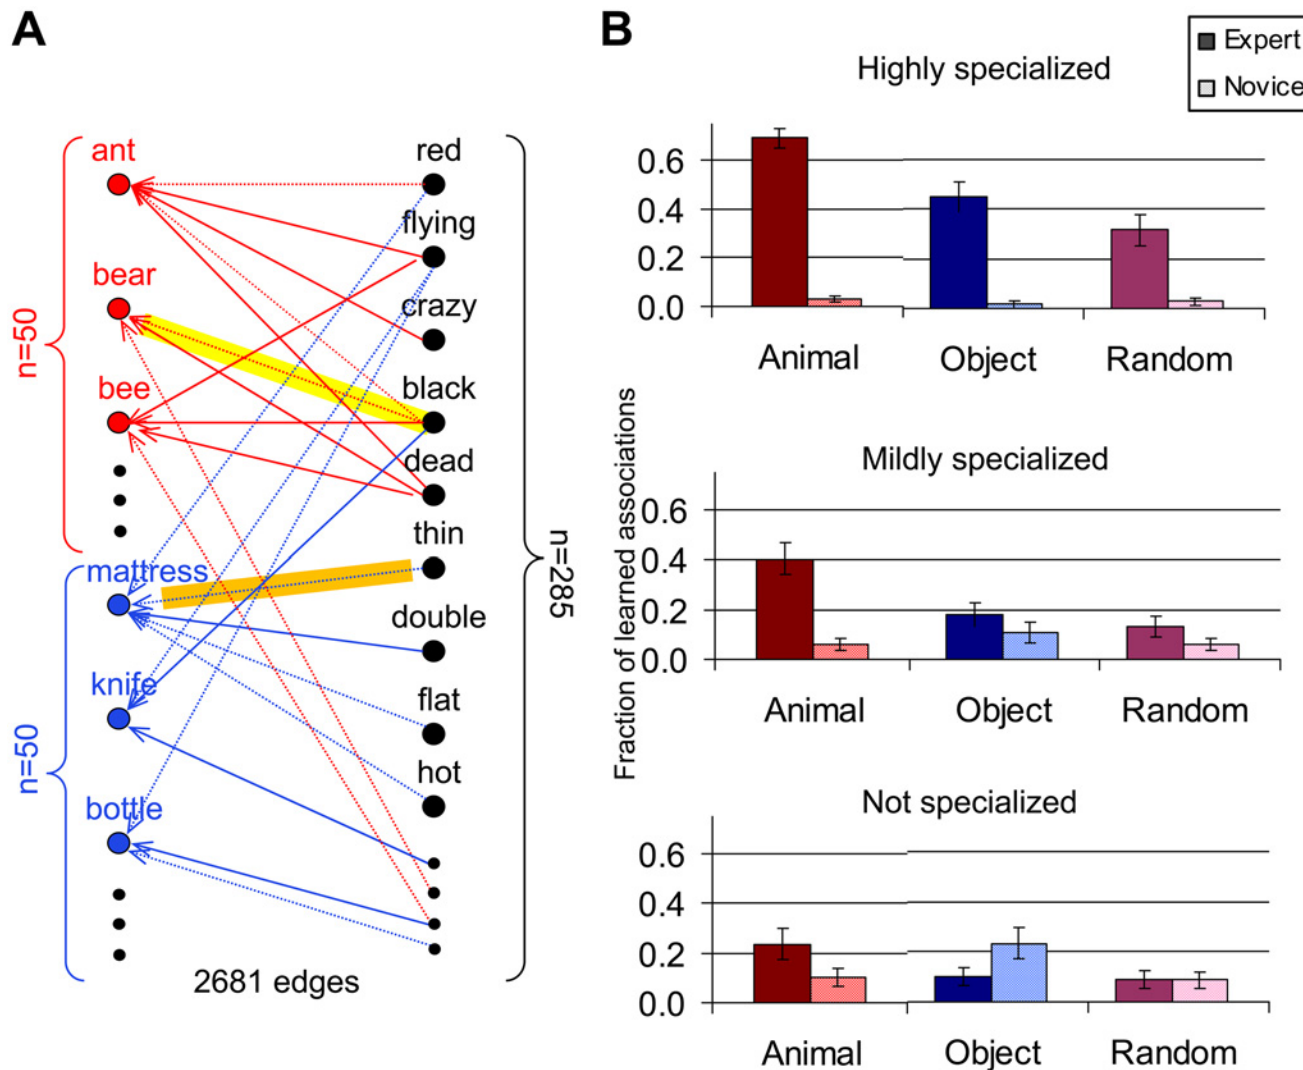 A
ant
bear
bee
n=50
mattress
knife
bottle
n=50
red
flying
crazy
black
dead
thin
double
flat
hot
n=285
2681 edges
B
Expert
Novice
Fraction of learned associations
Highly specialized
0.6
0.4
0.2
0.0
Animal Object Random
Mildly specialized
0.6
0.4
0.2
0.0
Animal Object Random
Not specialized
0.6
0.4
0.2
0.0
Animal Object Random